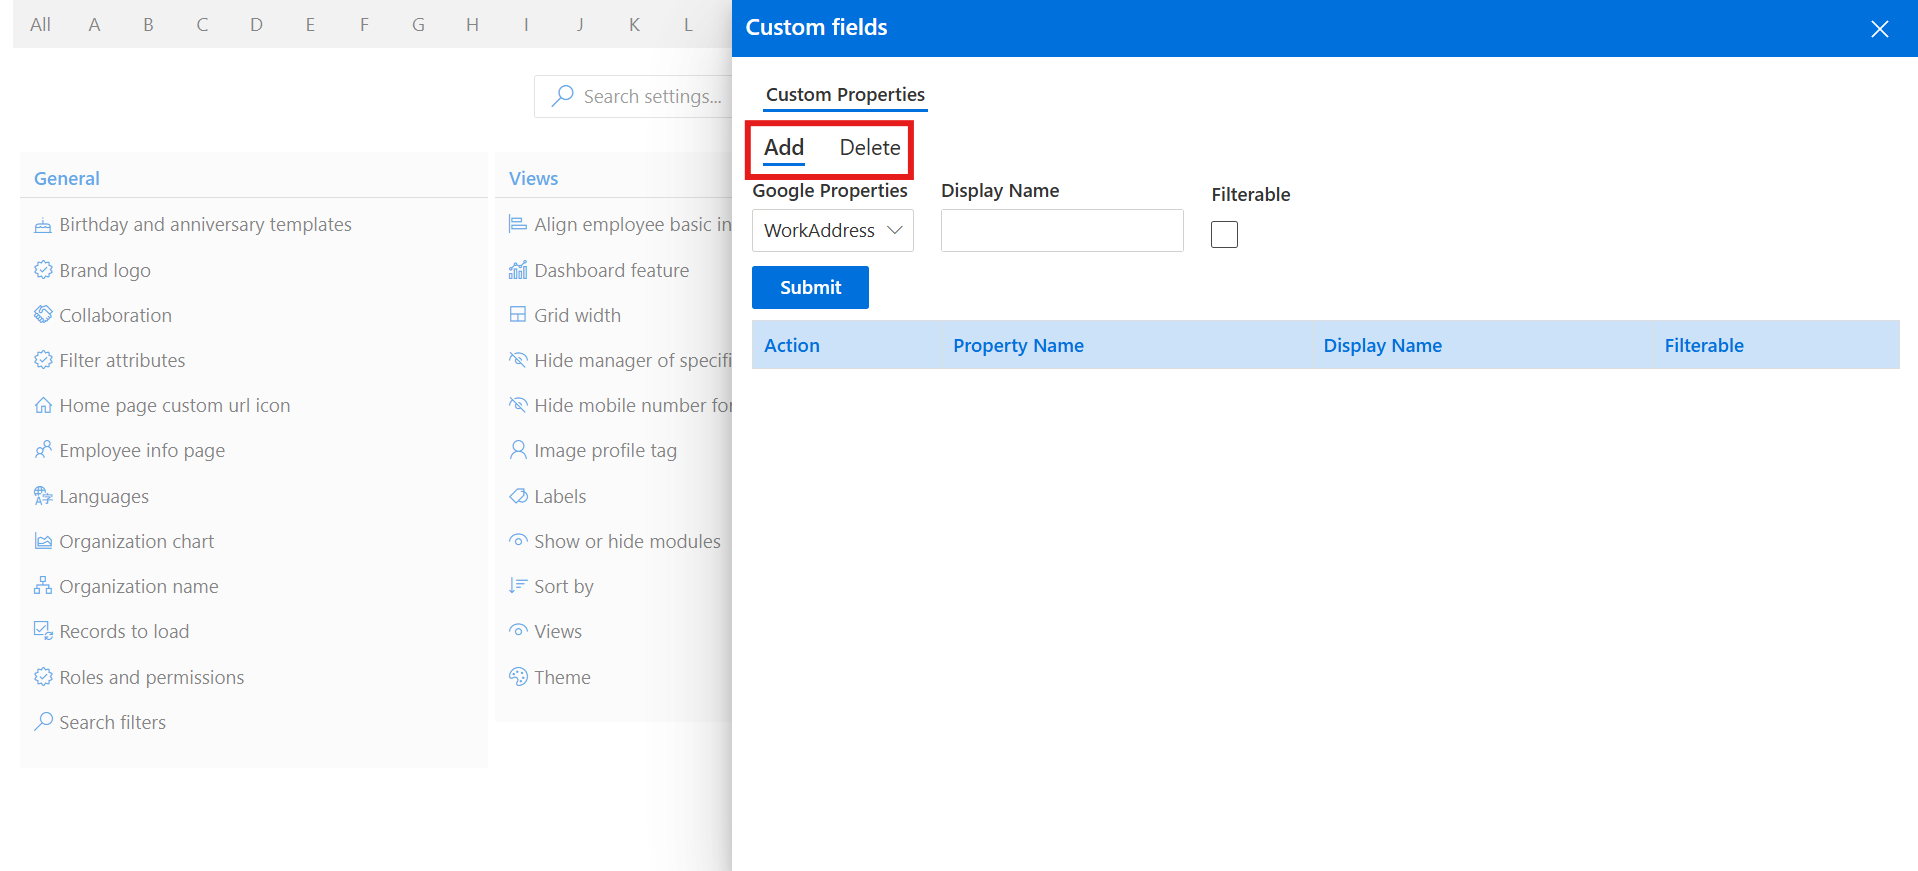 All A B C D E F G H I J K L
Search settings...
General
Birthday and anniversary templates
Brand logo
Collaboration
Filter attributes
Home page custom url icon
Employee info page
Languages
Organization chart
Organization name
Records to load
Roles and permissions
Search filters
Views
Align employee basic in
Dashboard feature
Grid width
Hide manager of specifi
Hide mobile number for
Image profile tag
Labels
Show or hide modules
Sort by
Views
Theme
Custom fields
Custom Properties
Add Delete
Google Properties Display Name Filterable
WorkAddress
Submit
Action Property Name Display Name Filterable